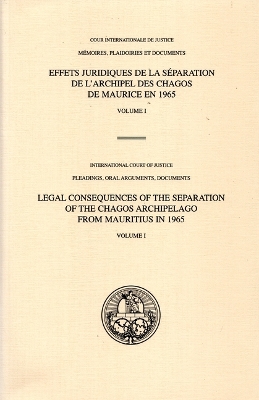 COUR INTERNATIONALE DE JUSTICE
MÉMOIRES, PLAIDOIRIES ET DOCUMENTS
EFFETS JURIDIQUES DE LA SÉPARATION
DE L'ARCHIPEL DES CHAGOS
DE MAURICE EN 1965
VOLUME I
INTERNATIONAL COURT OF JUSTICE
PLEADINGS, ORAL ARGUMENTS, DOCUMENTS
LEGAL CONSEQUENCES OF THE SEPARATION
OF THE CHAGOS ARCHIPELAGO
FROM MAURITIUS IN 1965
VOLUME I